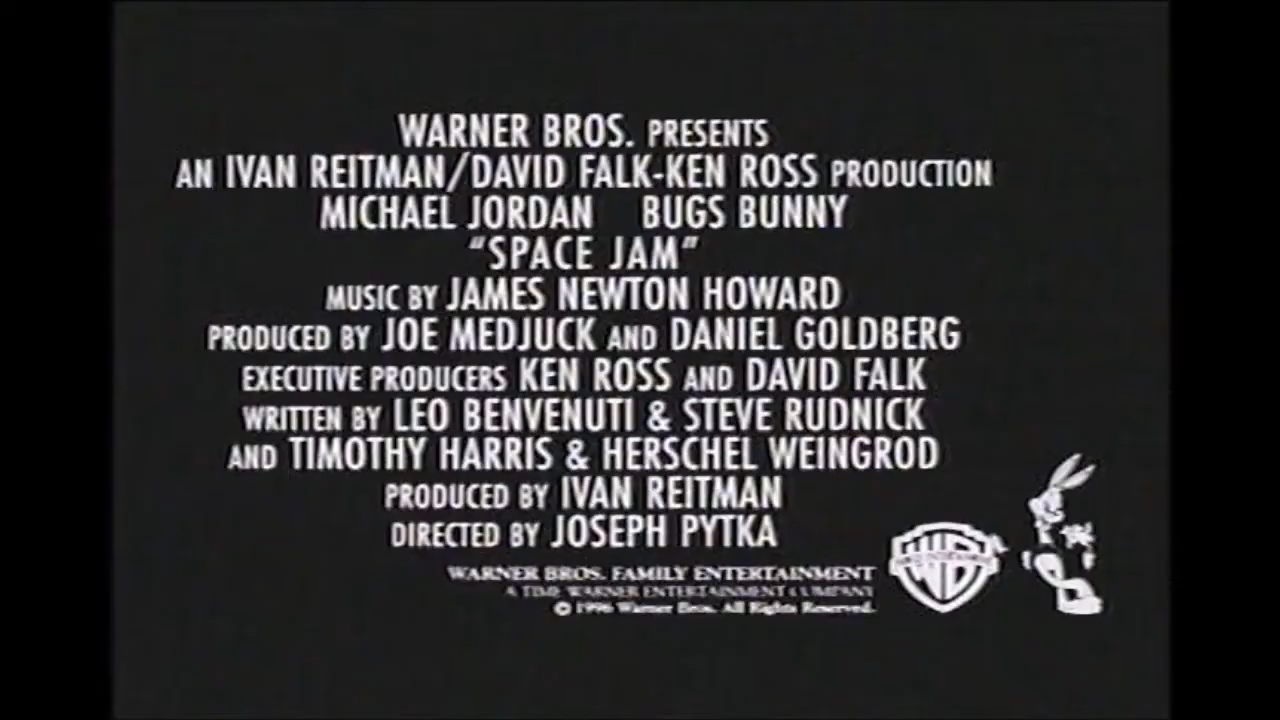 WARNER BROS. PRESENTS
AN IVAN REITMAN/DAVID FALK-KEN ROSS PRODUCTION
MICHAEL JORDAN BUGS BUNNY
"SPACE JAM"
MUSIC BY JAMES NEWTON HOWARD
PRODUCED BY JOE MEDJUCK AND DANIEL GOLDBERG
EXECUTIVE PRODUCERS KEN ROSS AND DAVID FALK
WRITTEN BY LEO BENVENUTI & STEVE RUDNICK
AND TIMOTHY HARRIS & HERSCHEL WEINGROD
PRODUCED BY IVAN REITMAN
DIRECTED BY JOSEPH PYTKA
WARNER BROS. FAMILY ENTERTAINMENT
A TIME WARNER ENTERTAINMENT COMPANY
© 1996 Warner Bros. All Rights Reserved.
WB